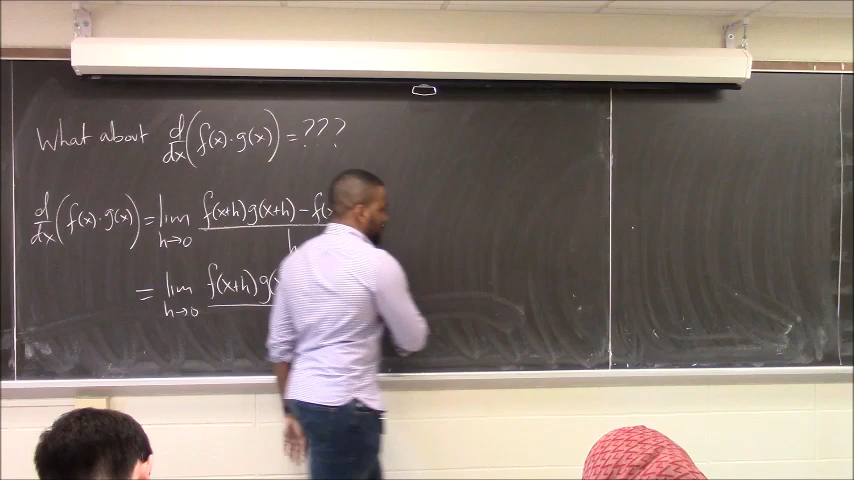 What about d/dx (f(x)·g(x)) = ???
d/dx (f(x)·g(x)) = lim h→0 f(x+h)g(x+h) − f(x / h
= lim h→0 f(x+h)g(x